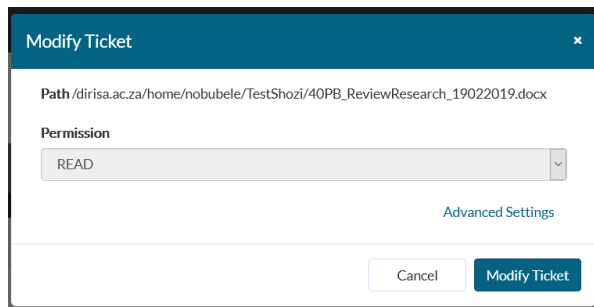 Modify Ticket
Path /dirisa.ac.za/home/nobubele/TestShozi/40PB_ReviewResearch_19022019.docx
Permission
READ
Advanced Settings
Cancel Modify Ticket